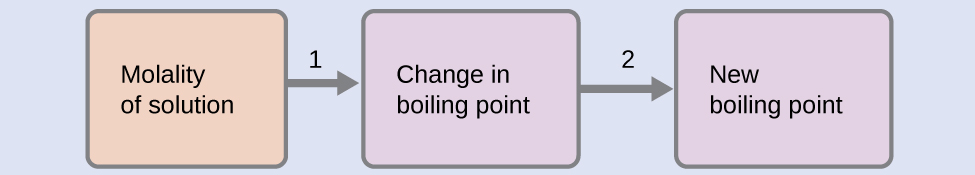 Molality
of solution
1
Change in
boiling point
2
New
boiling point